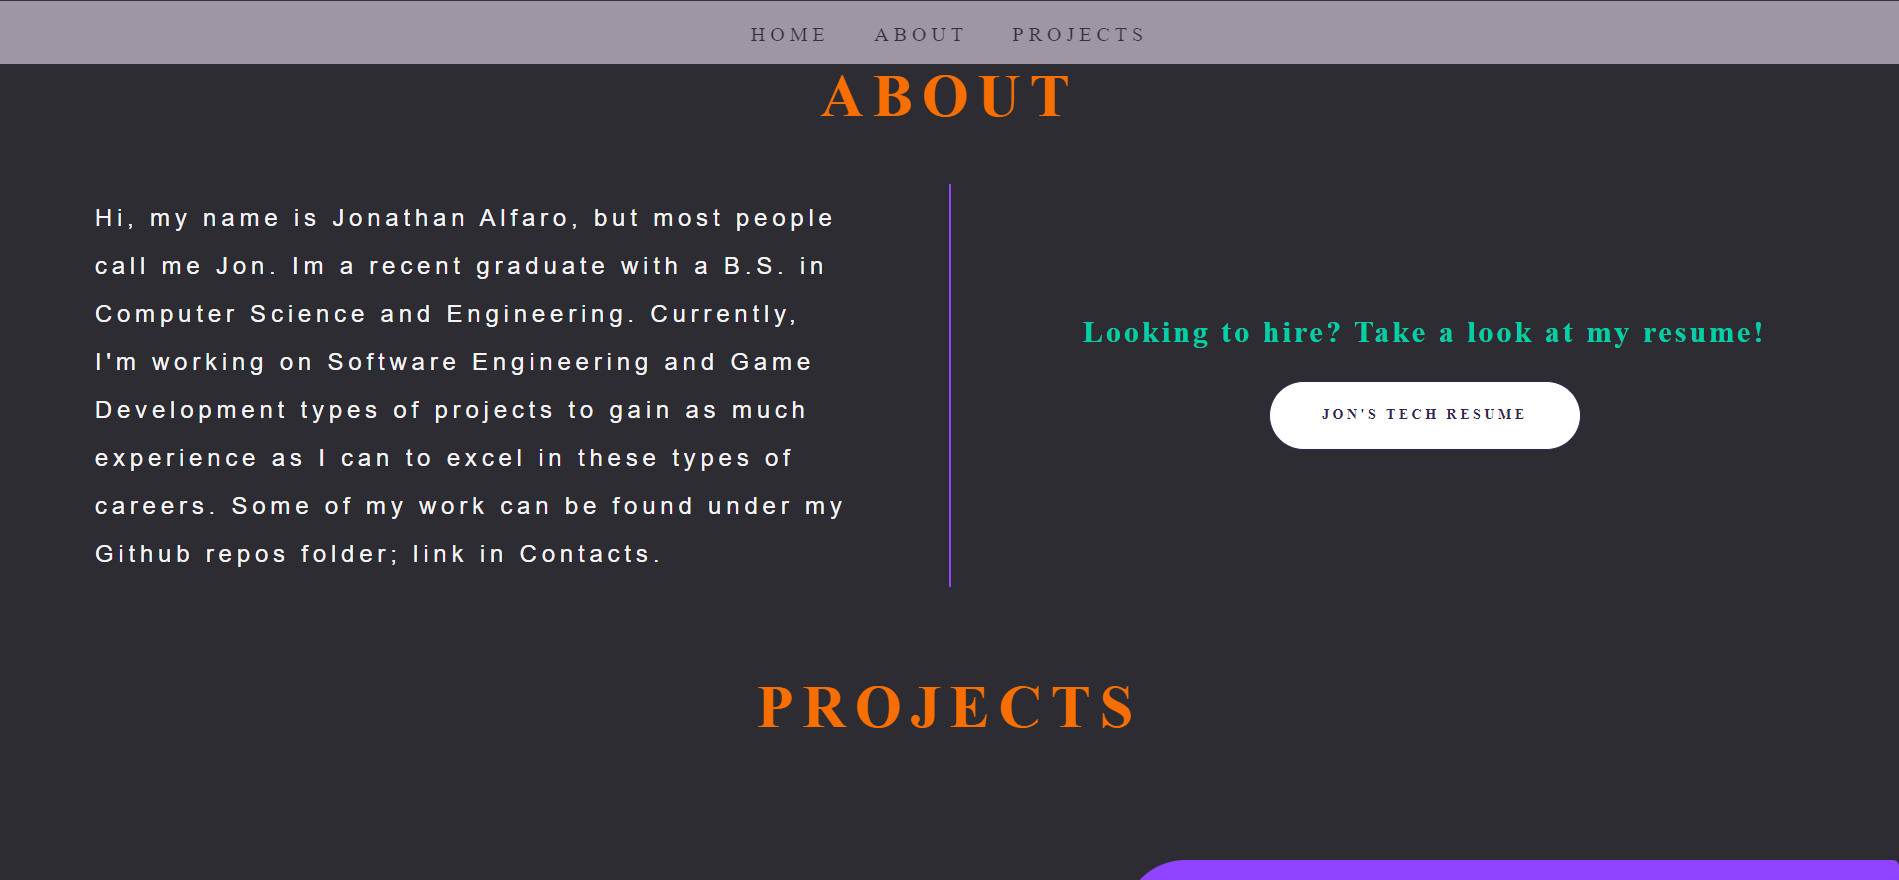 HOME ABOUT PROJECTS
ABOUT
Hi, my name is Jonathan Alfaro, but most people
call me Jon. Im a recent graduate with a B.S. in
Computer Science and Engineering. Currently,
I'm working on Software Engineering and Game
Development types of projects to gain as much
experience as I can to excel in these types of
careers. Some of my work can be found under my
Github repos folder; link in Contacts.
Looking to hire? Take a look at my resume!
JON'S TECH RESUME
PROJECTS